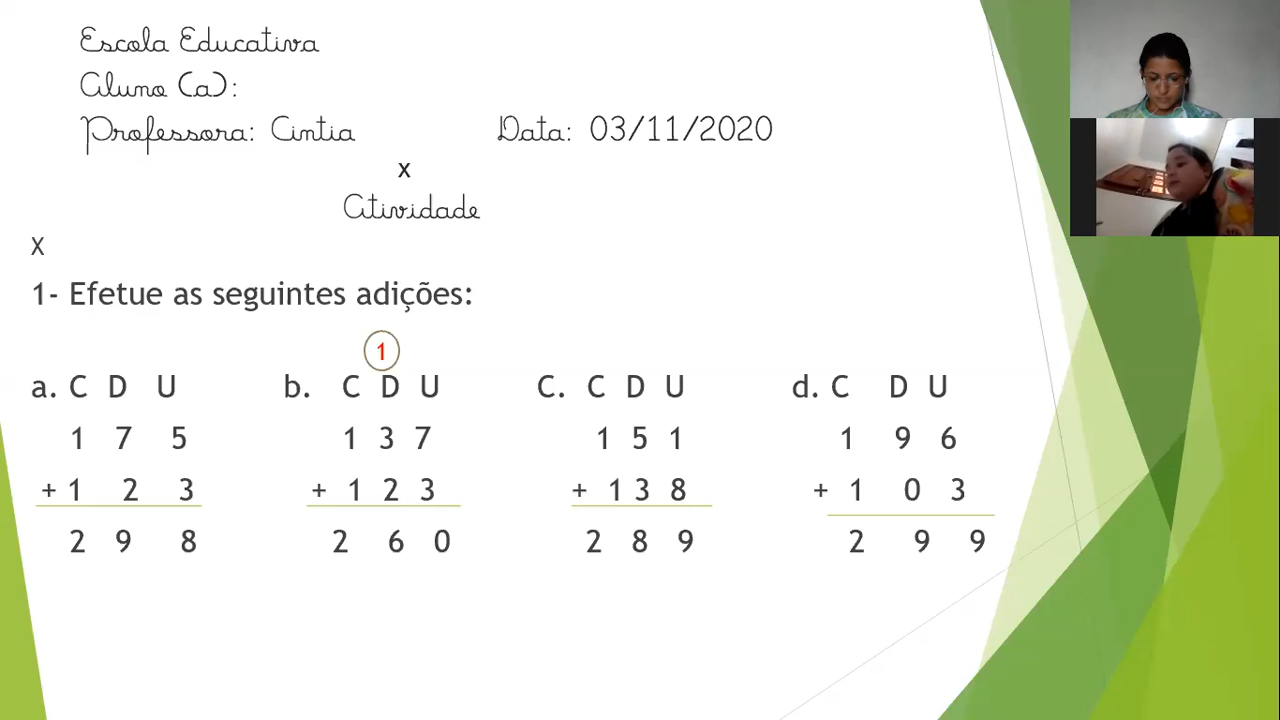 Escola Educativa
Aluno (a):
Professora: Cintia Data: 03/11/2020
x
Atividade
X
1- Efetue as seguintes adições:
1
a. C D U b. C D U C. C D U d. C D U
1 7 5 1 3 7 1 5 1 1 9 6
+ 1 2 3 + 1 2 3 + 1 3 8 + 1 0 3
2 9 8 2 6 0 2 8 9 2 9 9